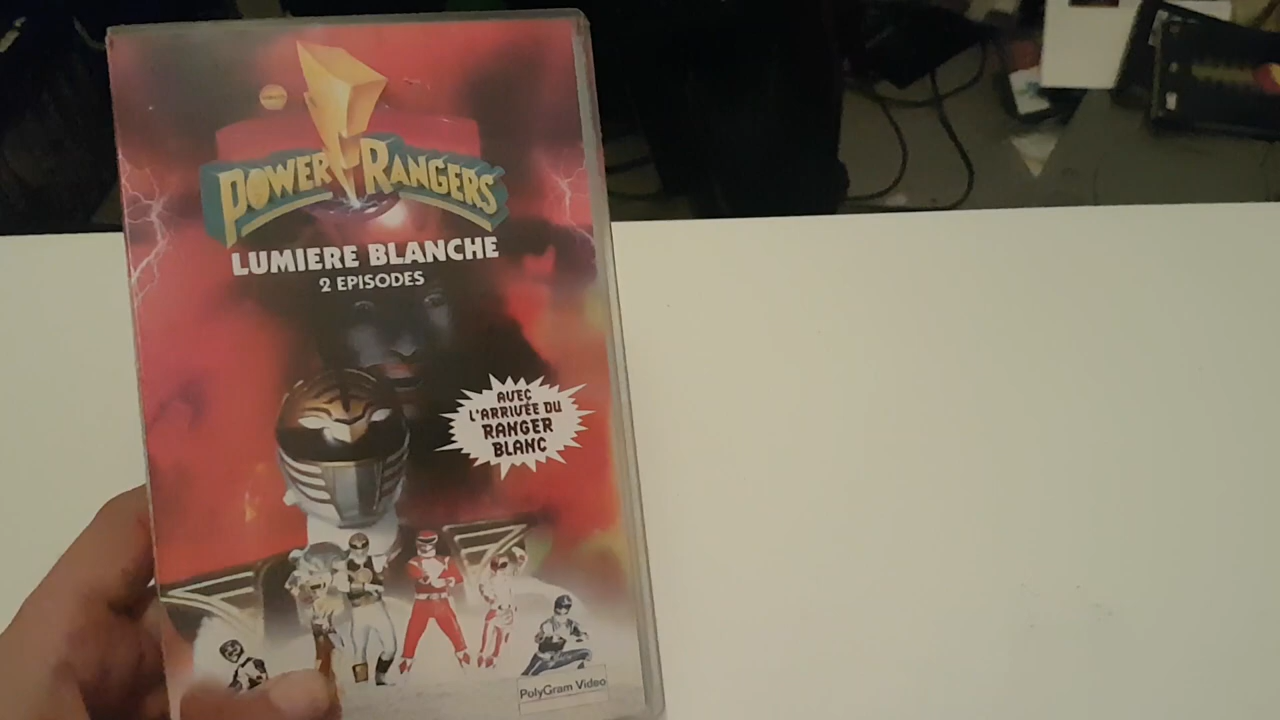 POWER RANGERS
LUMIERE BLANCHE
2 EPISODES
AVEC
L'ARRIVÉE DU
RANGER
BLANC
PolyGram Video